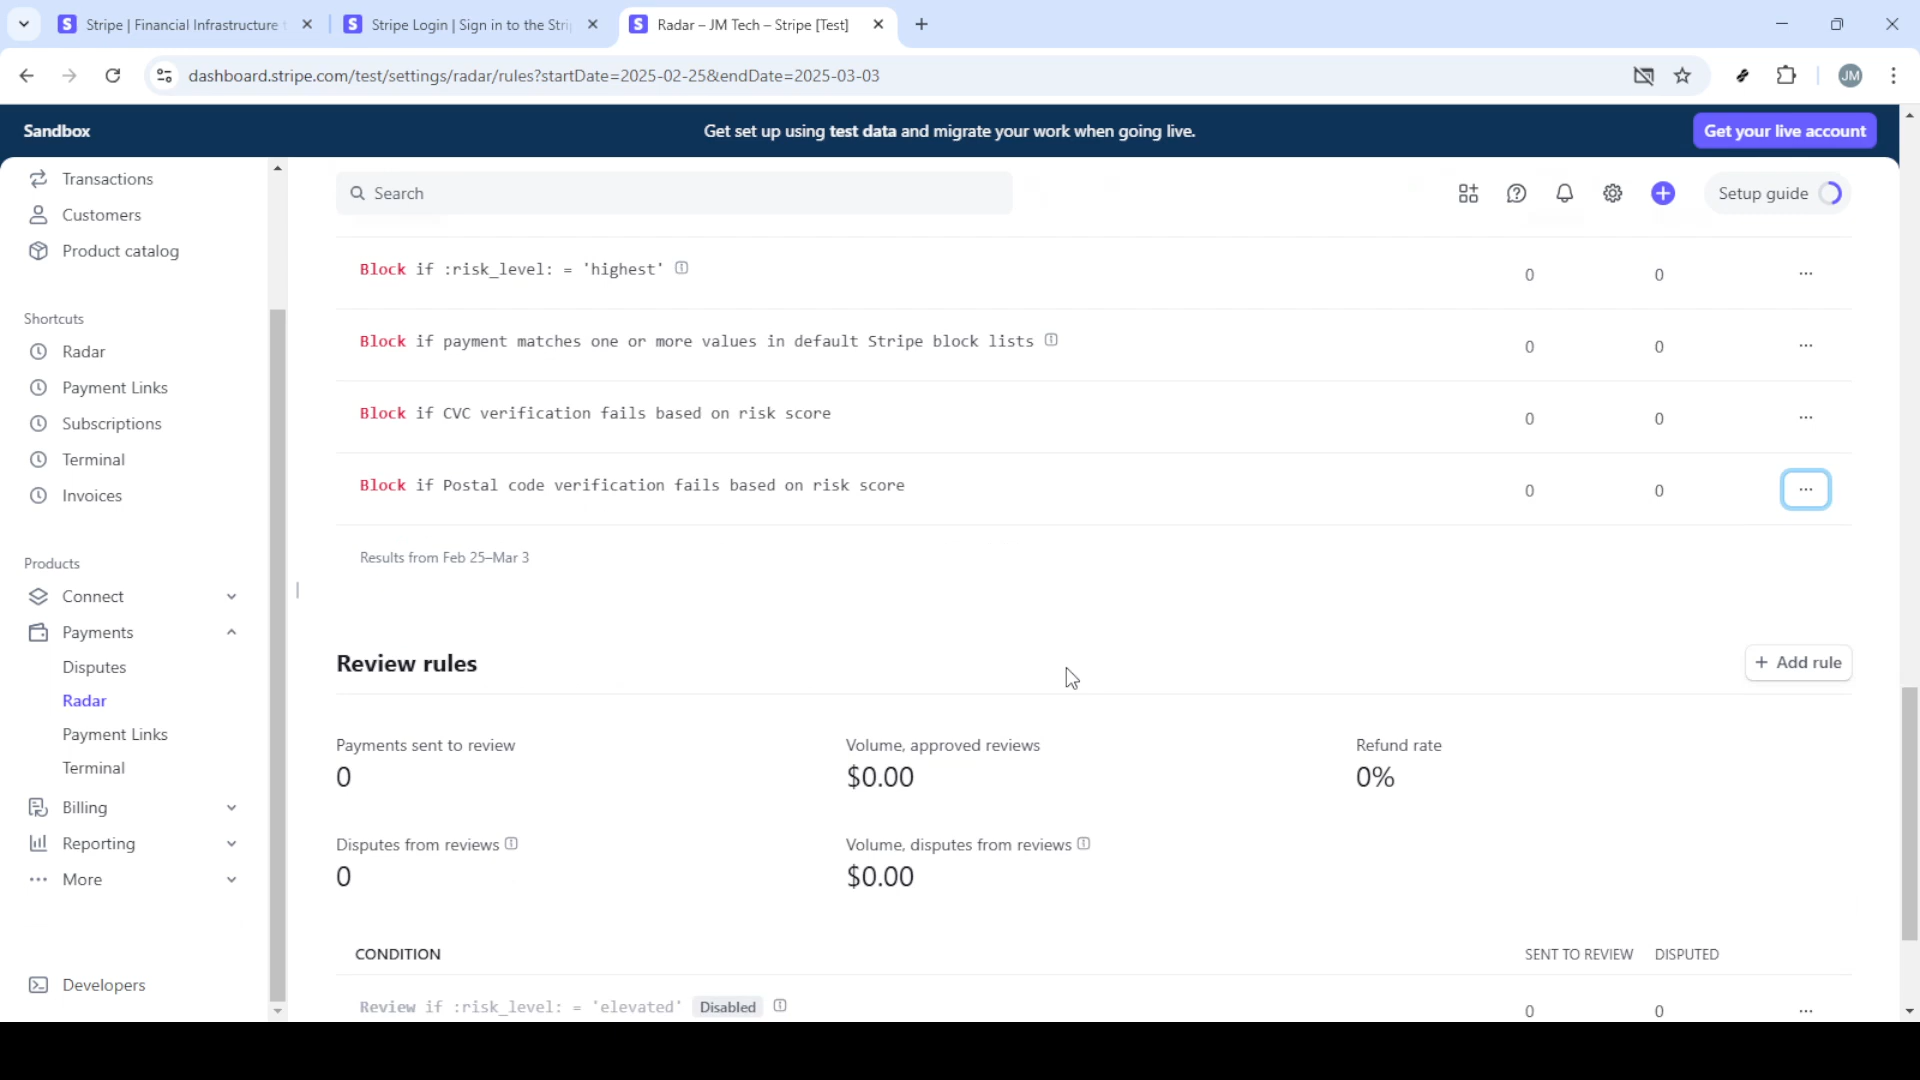 Stripe | Financial Infrastructure t
Stripe Login | Sign in to the Stri
Radar – JM Tech – Stripe [Test]
dashboard.stripe.com/test/settings/radar/rules?startDate=2025-02-25&endDate=2025-03-03
JM
Sandbox
Get set up using test data and migrate your work when going live.
Get your live account
Transactions
Customers
Product catalog
Shortcuts
Radar
Payment Links
Subscriptions
Terminal
Invoices
Products
Connect
Payments
Disputes
Radar
Payment Links
Terminal
Billing
Reporting
More
Developers
Search
Setup guide
Block if :risk_level: = 'highest' 0 0
Block if payment matches one or more values in default Stripe block lists 0 0
Block if CVC verification fails based on risk score 0 0
Block if Postal code verification fails based on risk score 0 0
Results from Feb 25–Mar 3
Review rules
+ Add rule
Payments sent to review Volume, approved reviews Refund rate
0 $0.00 0%
Disputes from reviews Volume, disputes from reviews
0 $0.00
CONDITION SENT TO REVIEW DISPUTED
Review if :risk_level: = 'elevated' Disabled 0 0